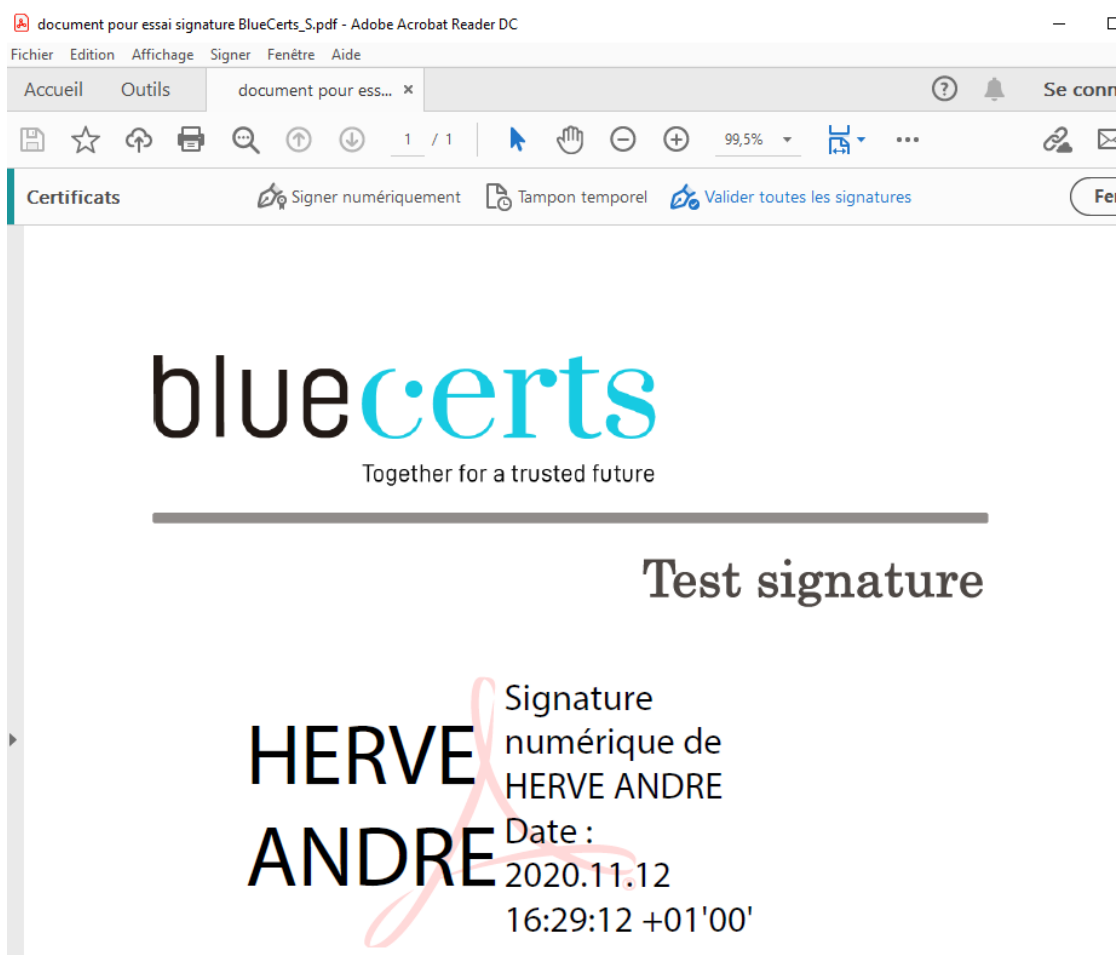 document pour essai signature BlueCerts_S.pdf - Adobe Acrobat Reader DC
Fichier Edition Affichage Signer Fenêtre Aide
Accueil Outils document pour ess... × Se conn
1 / 1 99,5%
Certificats Signer numériquement Tampon temporel Valider toutes les signatures Fer
bluecerts
Together for a trusted future
Test signature
HERVE
ANDRE
Signature
numérique de
HERVE ANDRE
Date :
2020.11.12
16:29:12 +01'00'